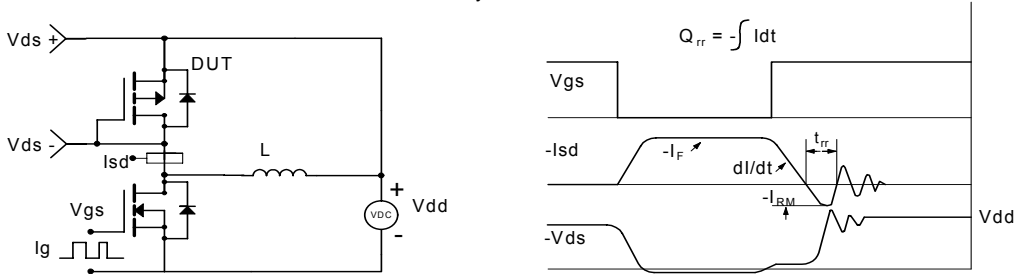 Vds +
DUT
Vds -
Isd
L
Vgs
VDC
+
-
Vdd
Ig
Q rr = -∫ Idt
Vgs
-Isd
-I F
dI/dt
t rr
-I RM
Vdd
-Vds